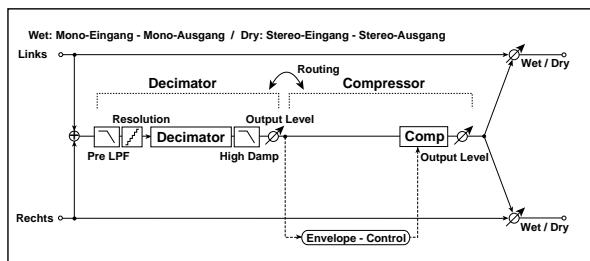 Wet: Mono-Eingang - Mono-Ausgang / Dry: Stereo-Eingang - Stereo-Ausgang
Links
Wet / Dry
Routing
Decimator
Compressor
Resolution
Output Level
Decimator
Comp
Pre LPF
High Damp
Output Level
Rechts
Wet / Dry
Envelope - Control